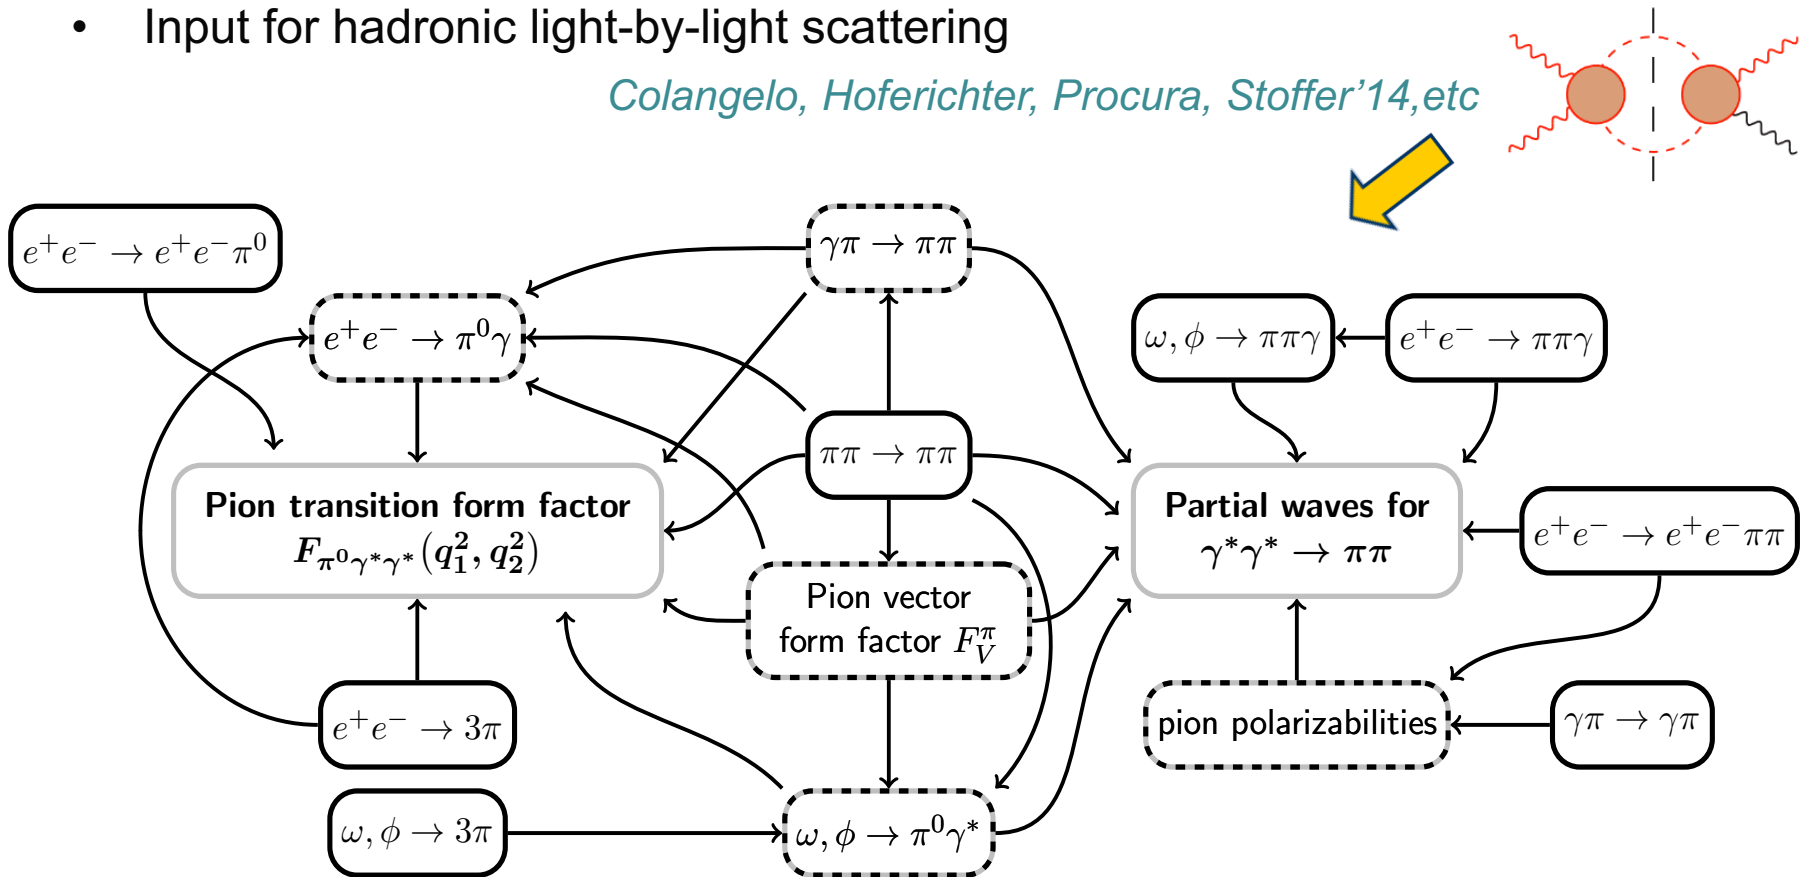 • Input for hadronic light-by-light scattering
Colangelo, Hoferichter, Procura, Stoffer’14,etc
e⁺e⁻ → e⁺e⁻π⁰
γπ → ππ
e⁺e⁻ → π⁰γ
ω, ϕ → ππγ
e⁺e⁻ → ππγ
ππ → ππ
Pion transition form factor
F_{π⁰γ*γ*}(q₁², q₂²)
Partial waves for
γ*γ* → ππ
e⁺e⁻ → e⁺e⁻ππ
Pion vector
form factor F_V^π
e⁺e⁻ → 3π
pion polarizabilities
γπ → γπ
ω, ϕ → 3π
ω, ϕ → π⁰γ*